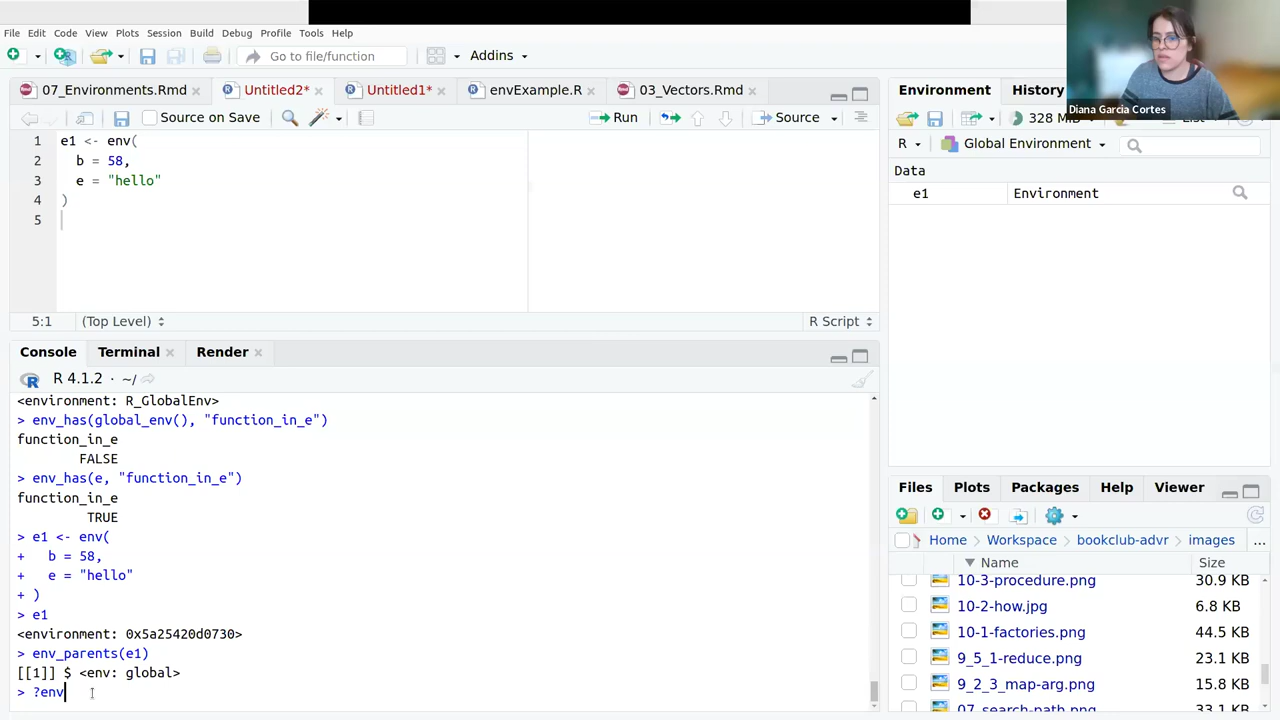 File Edit Code View Plots Session Build Debug Profile Tools Help
Go to file/function Addins
07_Environments.Rmd Untitled2* Untitled1* envExample.R 03_Vectors.Rmd
Source on Save Run Source
1 e1 <- env(
2 b = 58,
3 e = "hello"
4 )
5
5:1 (Top Level) R Script
Console Terminal Render
R 4.1.2 · ~/
<environment: R_GlobalEnv>
> env_has(global_env(), "function_in_e")
function_in_e
FALSE
> env_has(e, "function_in_e")
function_in_e
TRUE
> e1 <- env(
+ b = 58,
+ e = "hello"
+ )
> e1
<environment: 0x5a25420d0730>
> env_parents(e1)
[[1]] $ <env: global>
> ?env
Diana Garcia Cortes
Environment History
328 MiB
R Global Environment
Data
e1 Environment
Files Plots Packages Help Viewer
Home Workspace bookclub-advr images ...
Name Size
10-3-procedure.png 30.9 KB
10-2-how.jpg 6.8 KB
10-1-factories.png 44.5 KB
9_5_1-reduce.png 23.1 KB
9_2_3_map-arg.png 15.8 KB
07_search-path.png 33.1 KB